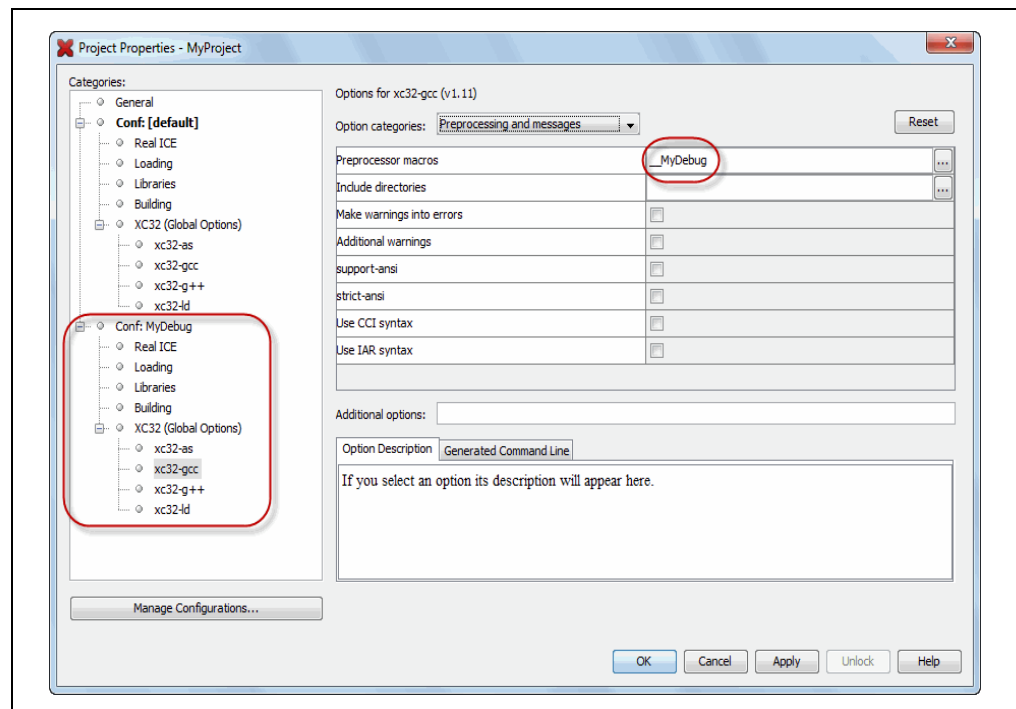 Project Properties - MyProject
Categories:
General
Conf: [default]
Real ICE
Loading
Libraries
Building
XC32 (Global Options)
xc32-as
xc32-gcc
xc32-g++
xc32-ld
Conf: MyDebug
Real ICE
Loading
Libraries
Building
XC32 (Global Options)
xc32-as
xc32-gcc
xc32-g++
xc32-ld
Manage Configurations...
Options for xc32-gcc (v1.11)
Option categories: Preprocessing and messages
Reset
Preprocessor macros __MyDebug ...
Include directories ...
Make warnings into errors
Additional warnings
support-ansi
strict-ansi
Use CCI syntax
Use IAR syntax
Additional options:
Option Description Generated Command Line
If you select an option its description will appear here.
OK Cancel Apply Unlock Help